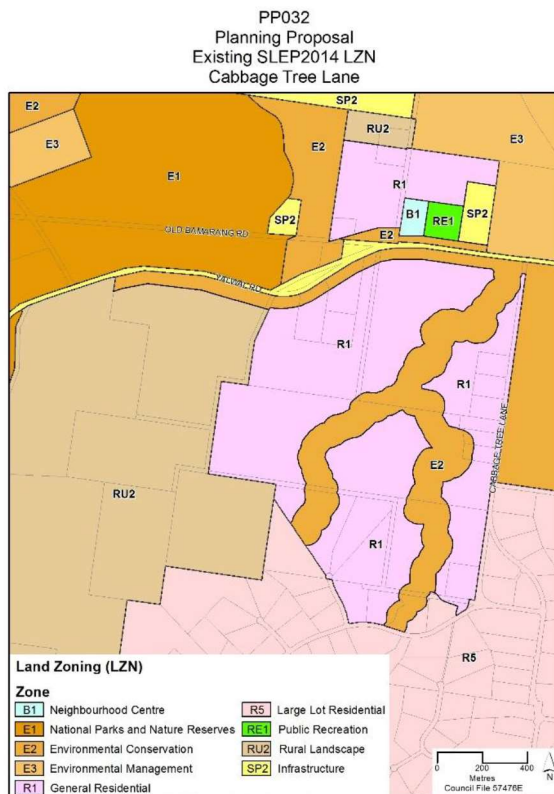 PP032
Planning Proposal
Existing SLEP2014 LZN
Cabbage Tree Lane
E2
SP2
RU2
E3
E2
E3
E1
R1
B1
RE1
SP2
SP2
OLD BAMARANG RD
E2
YALWAL RD
R1
R1
CABBAGE TREE LANE
E2
RU2
R1
R5
Land Zoning (LZN)
Zone
B1 Neighbourhood Centre
E1 National Parks and Nature Reserves
E2 Environmental Conservation
E3 Environmental Management
R1 General Residential
R5 Large Lot Residential
RE1 Public Recreation
RU2 Rural Landscape
SP2 Infrastructure
0 200 400
Metres
N
Council File 57476E